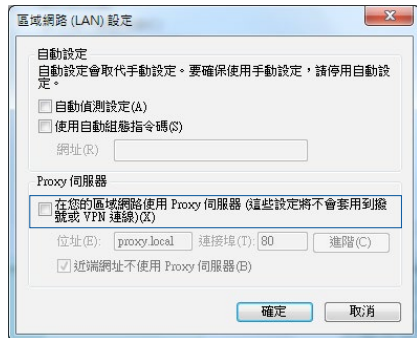 區域網路 (LAN) 設定
自動設定
自動設定會取代手動設定。要確保使用手動設定，請停用自動設
定。
自動偵測設定(A)
使用自動組態指令碼(S)
網址(R)
Proxy 伺服器
在您的區域網路使用 Proxy 伺服器 (這些設定將不會套用到撥
號或 VPN 連線)(X)
位址(E): proxy.local 連接埠(T): 80 進階(C)
近端網址不使用 Proxy 伺服器(B)
確定 取消